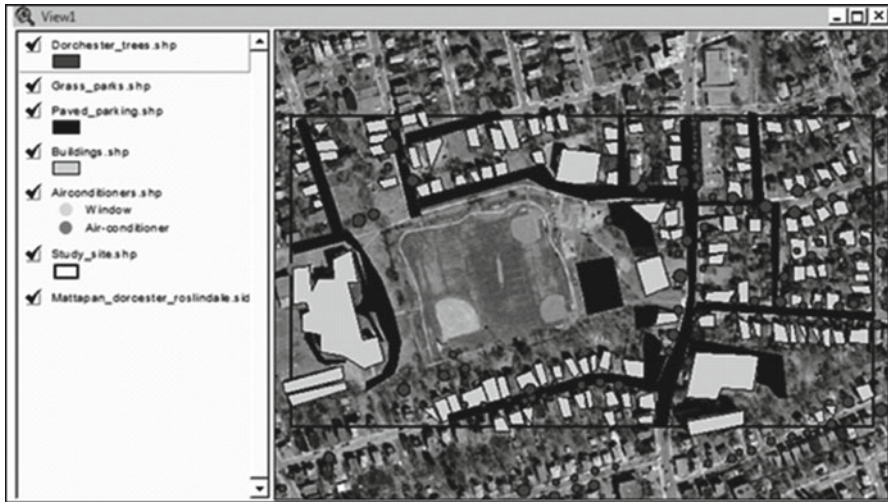 View1
Dorchester_trees.shp
Grass_parks.shp
Paved_parking.shp
Buildings.shp
Airconditioners.shp
Window
Air-conditioner
Study_site.shp
Mattapan_dorcester_roslindale.sid